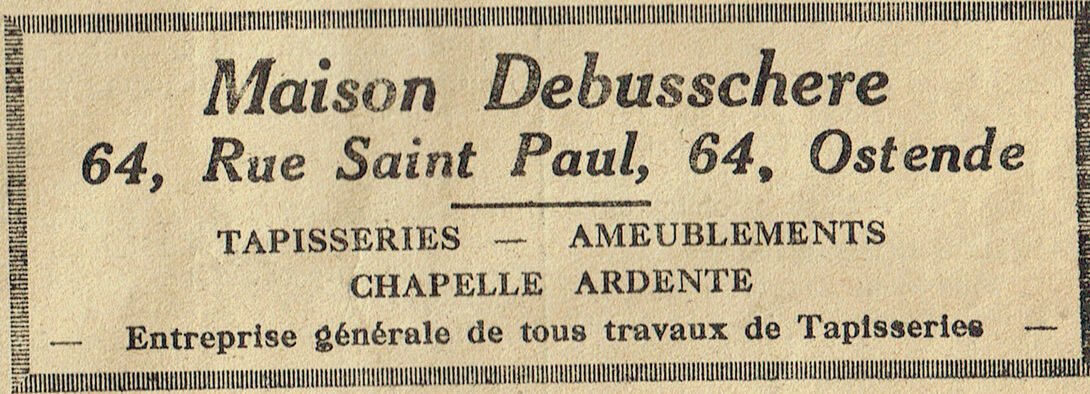 Maison Debusschere
64, Rue Saint Paul, 64, Ostende
TAPISSERIES — AMEUBLEMENTS
CHAPELLE ARDENTE
— Entreprise générale de tous travaux de Tapisseries —